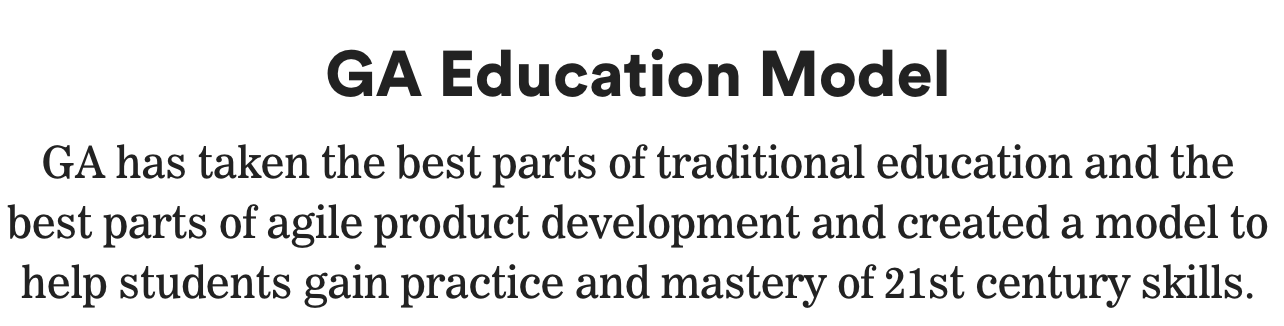 GA Education Model
GA has taken the best parts of traditional education and the
best parts of agile product development and created a model to
help students gain practice and mastery of 21st century skills.